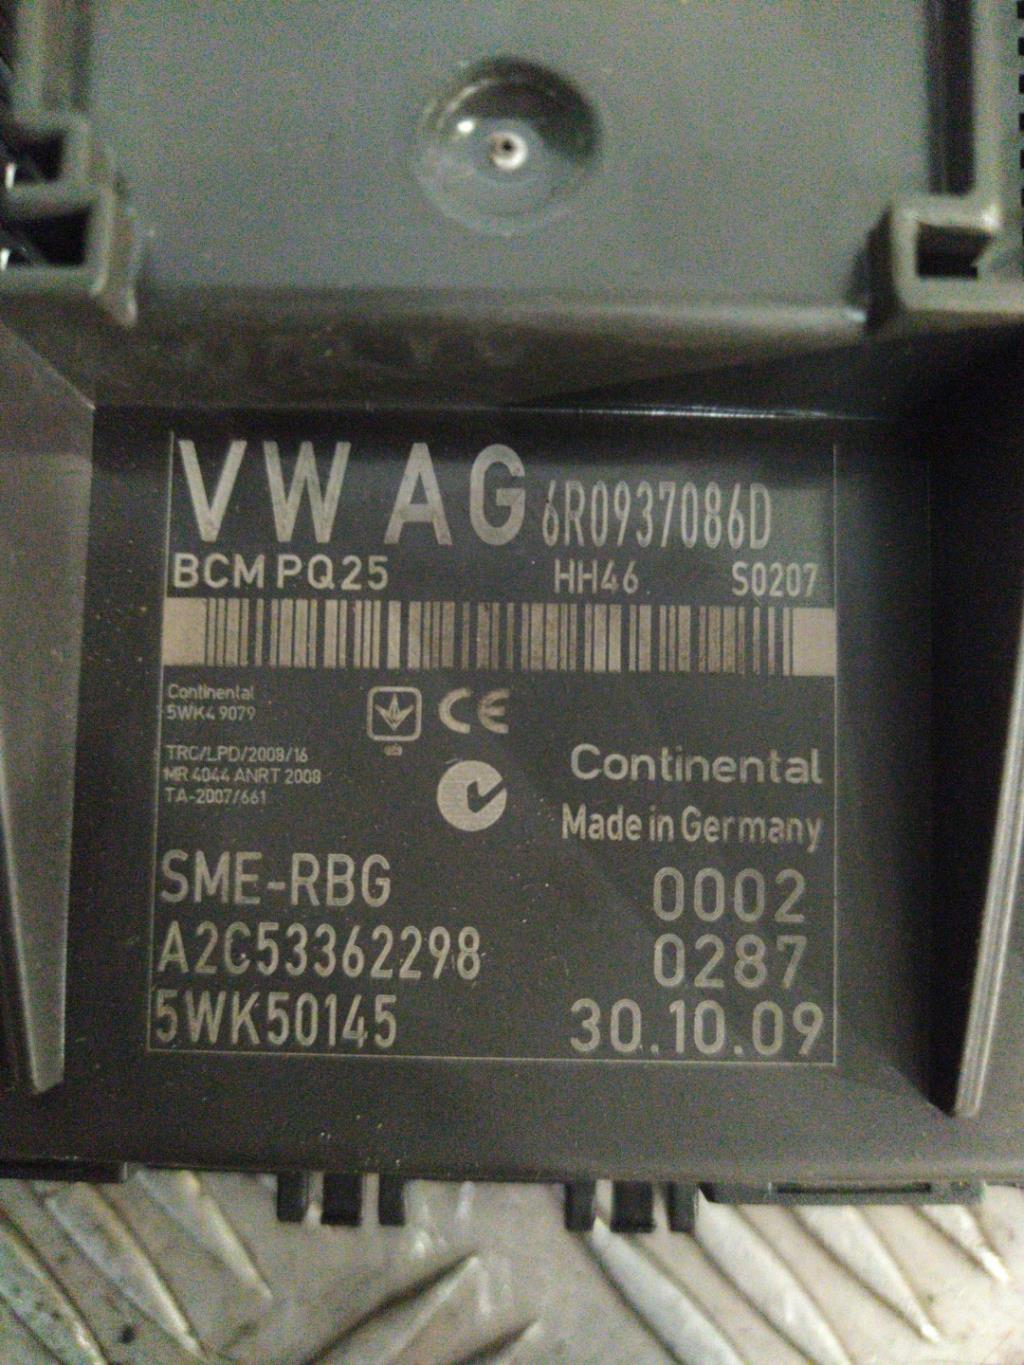 VW AG 6R0937086D
BCM PQ25 HH46 S0207
Continental
5WK4 9079
TRC/LPD/2008/16
MR 4044 ANRT 2008
TA-2007/661
CE
Continental
Made in Germany
SME-RBG 0002
A2C53362298 0287
5WK50145 30.10.09